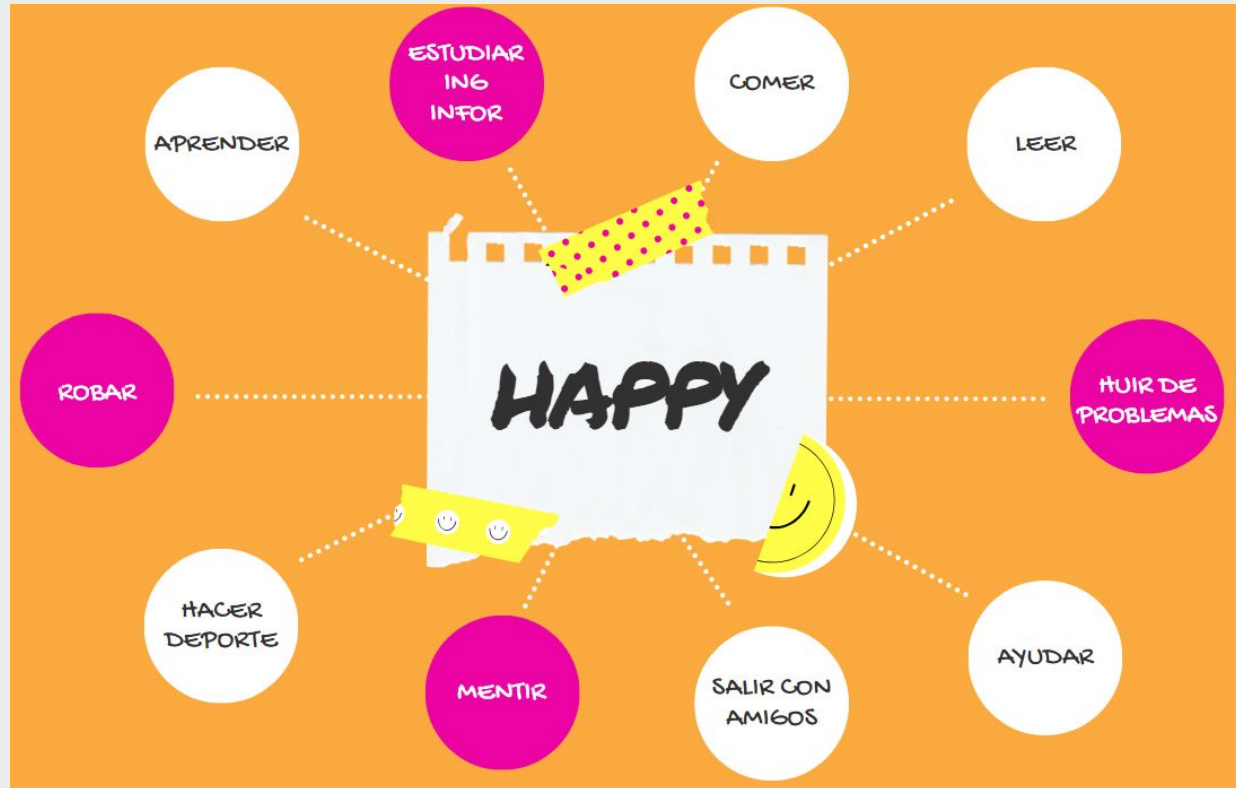 ESTUDIAR
ING
INFOR
COMER
APRENDER
LEER
ROBAR
HAPPY
HUIR DE
PROBLEMAS
HACER
DEPORTE
MENTIR
SALIR CON
AMIGOS
AYUDAR